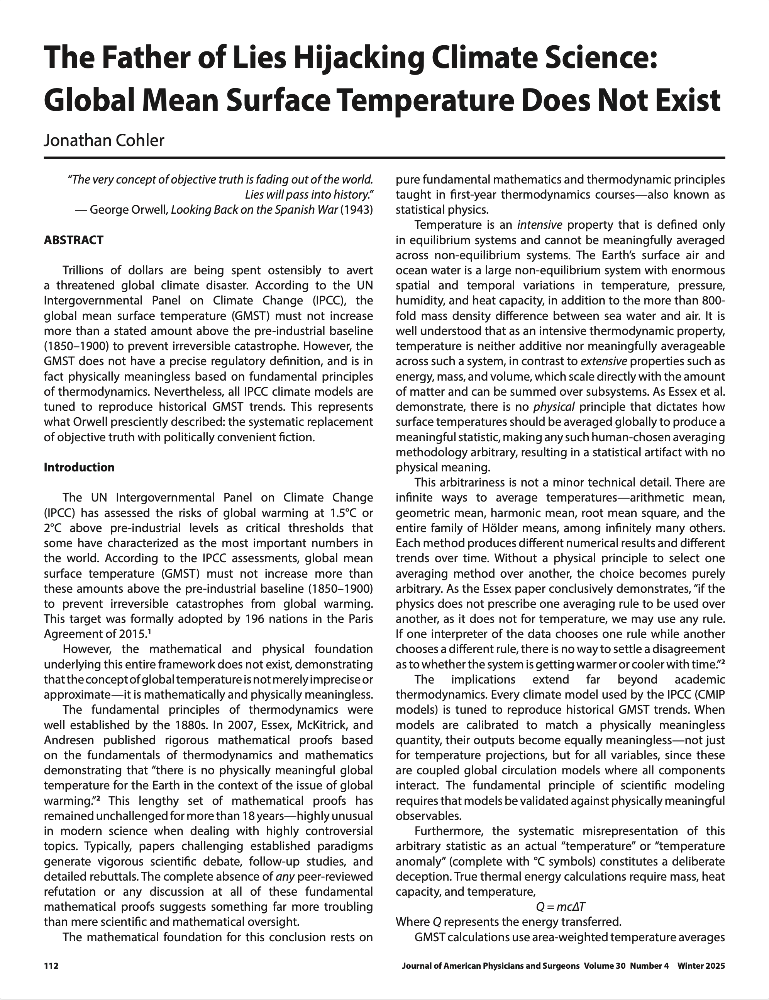 The Father of Lies Hijacking Climate Science:
Global Mean Surface Temperature Does Not Exist
Jonathan Cohler
“The very concept of objective truth is fading out of the world.
Lies will pass into history.”
— George Orwell, Looking Back on the Spanish War (1943)
ABSTRACT
Trillions of dollars are being spent ostensibly to avert
a threatened global climate disaster. According to the UN
Intergovernmental Panel on Climate Change (IPCC), the
global mean surface temperature (GMST) must not increase
more than a stated amount above the pre-industrial baseline
(1850–1900) to prevent irreversible catastrophe. However, the
GMST does not have a precise regulatory definition, and is in
fact physically meaningless based on fundamental principles
of thermodynamics. Nevertheless, all IPCC climate models are
tuned to reproduce historical GMST trends. This represents
what Orwell presciently described: the systematic replacement
of objective truth with politically convenient fiction.
Introduction
The UN Intergovernmental Panel on Climate Change
(IPCC) has assessed the risks of global warming at 1.5°C or
2°C above pre-industrial levels as critical thresholds that
some have characterized as the most important numbers in
the world. According to the IPCC assessments, global mean
surface temperature (GMST) must not increase more than
these amounts above the pre-industrial baseline (1850–1900)
to prevent irreversible catastrophes from global warming.
This target was formally adopted by 196 nations in the Paris
Agreement of 2015.¹
However, the mathematical and physical foundation
underlying this entire framework does not exist, demonstrating
that the concept of global temperature is not merely imprecise or
approximate—it is mathematically and physically meaningless.
The fundamental principles of thermodynamics were
well established by the 1880s. In 2007, Essex, McKitrick, and
Andresen published rigorous mathematical proofs based
on the fundamentals of thermodynamics and mathematics
demonstrating that “there is no physically meaningful global
temperature for the Earth in the context of the issue of global
warming.”² This lengthy set of mathematical proofs has
remained unchallenged for more than 18 years—highly unusual
in modern science when dealing with highly controversial
topics. Typically, papers challenging established paradigms
generate vigorous scientific debate, follow-up studies, and
detailed rebuttals. The complete absence of any peer-reviewed
refutation or any discussion at all of these fundamental
mathematical proofs suggests something far more troubling
than mere scientific and mathematical oversight.
The mathematical foundation for this conclusion rests on
pure fundamental mathematics and thermodynamic principles
taught in first-year thermodynamics courses—also known as
statistical physics.
Temperature is an intensive property that is defined only
in equilibrium systems and cannot be meaningfully averaged
across non-equilibrium systems. The Earth’s surface air and
ocean water is a large non-equilibrium system with enormous
spatial and temporal variations in temperature, pressure,
humidity, and heat capacity, in addition to the more than 800-
fold mass density difference between sea water and air. It is
well understood that as an intensive thermodynamic property,
temperature is neither additive nor meaningfully averageable
across such a system, in contrast to extensive properties such as
energy, mass, and volume, which scale directly with the amount
of matter and can be summed over subsystems. As Essex et al.
demonstrate, there is no physical principle that dictates how
surface temperatures should be averaged globally to produce a
meaningful statistic, making any such human-chosen averaging
methodology arbitrary, resulting in a statistical artifact with no
physical meaning.
This arbitrariness is not a minor technical detail. There are
infinite ways to average temperatures—arithmetic mean,
geometric mean, harmonic mean, root mean square, and the
entire family of Hölder means, among infinitely many others.
Each method produces different numerical results and different
trends over time. Without a physical principle to select one
averaging method over another, the choice becomes purely
arbitrary. As the Essex paper conclusively demonstrates, “if the
physics does not prescribe one averaging rule to be used over
another, as it does not for temperature, we may use any rule.
If one interpreter of the data chooses one rule while another
chooses a different rule, there is no way to settle a disagreement
as to whether the system is getting warmer or cooler with time.”²
The implications extend far beyond academic
thermodynamics. Every climate model used by the IPCC (CMIP
models) is tuned to reproduce historical GMST trends. When
models are calibrated to match a physically meaningless
quantity, their outputs become equally meaningless—not just
for temperature projections, but for all variables, since these
are coupled global circulation models where all components
interact. The fundamental principle of scientific modeling
requires that models be validated against physically meaningful
observables.
Furthermore, the systematic misrepresentation of this
arbitrary statistic as an actual “temperature” or “temperature
anomaly” (complete with °C symbols) constitutes a deliberate
deception. True thermal energy calculations require mass, heat
capacity, and temperature,
Q = mcΔT
Where Q represents the energy transferred.
GMST calculations use area-weighted temperature averages
112
Journal of American Physicians and Surgeons Volume 30 Number 4 Winter 2025